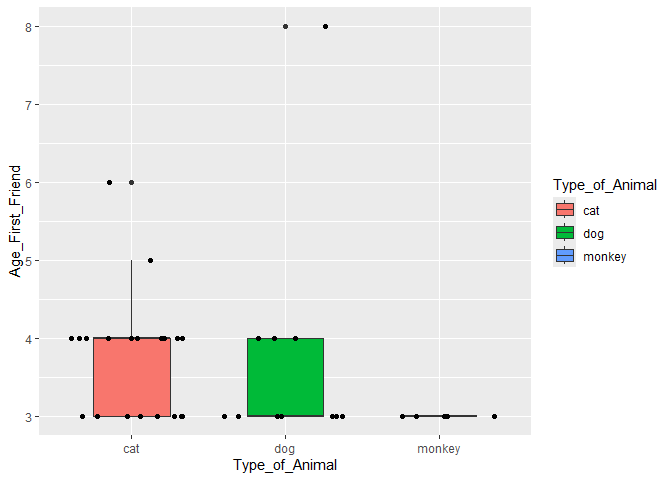 8
7
6
5
4
3
Age_First_Friend
cat
dog
monkey
Type_of_Animal
Type_of_Animal
cat
dog
monkey